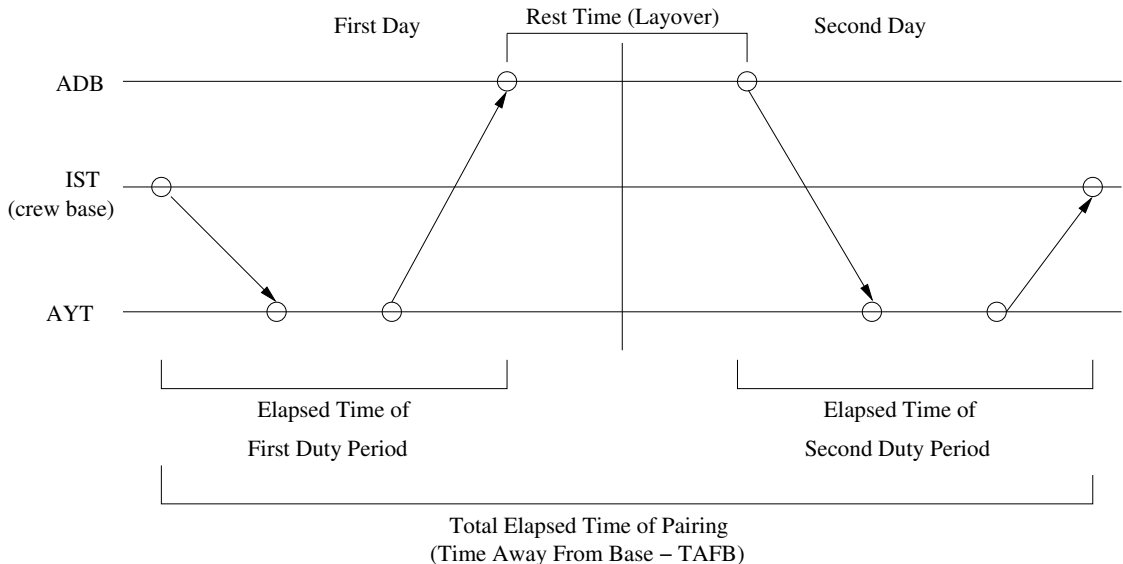 First Day
Rest Time (Layover)
Second Day
ADB
IST
(crew base)
AYT
Elapsed Time of
First Duty Period
Elapsed Time of
Second Duty Period
Total Elapsed Time of Pairing
(Time Away From Base − TAFB)